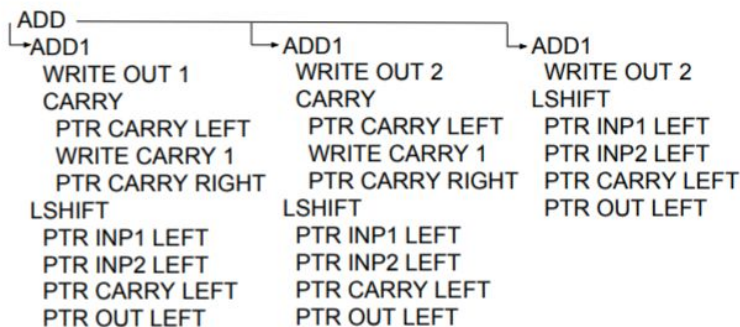 ADD
ADD1
WRITE OUT 1
CARRY
PTR CARRY LEFT
WRITE CARRY 1
PTR CARRY RIGHT
LSHIFT
PTR INP1 LEFT
PTR INP2 LEFT
PTR CARRY LEFT
PTR OUT LEFT
ADD1
WRITE OUT 2
CARRY
PTR CARRY LEFT
WRITE CARRY 1
PTR CARRY RIGHT
LSHIFT
PTR INP1 LEFT
PTR INP2 LEFT
PTR CARRY LEFT
PTR OUT LEFT
ADD1
WRITE OUT 2
LSHIFT
PTR INP1 LEFT
PTR INP2 LEFT
PTR CARRY LEFT
PTR OUT LEFT